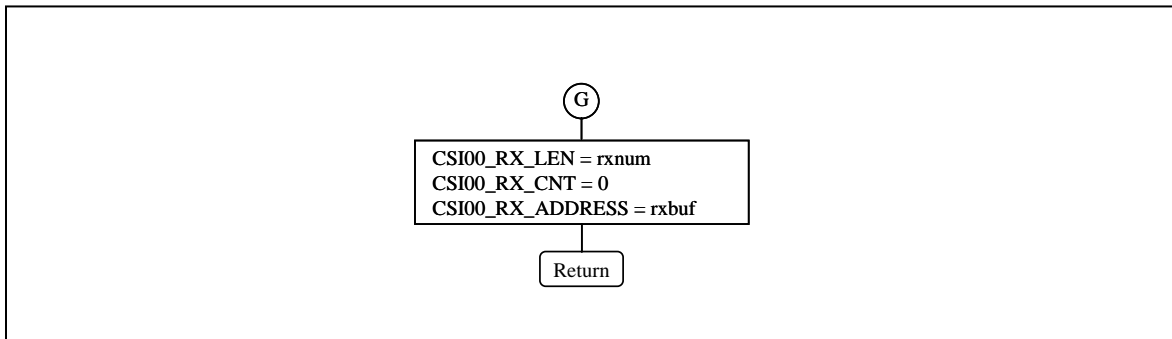 G
CSI00_RX_LEN = rxnum
CSI00_RX_CNT = 0
CSI00_RX_ADDRESS = rxbuf
Return